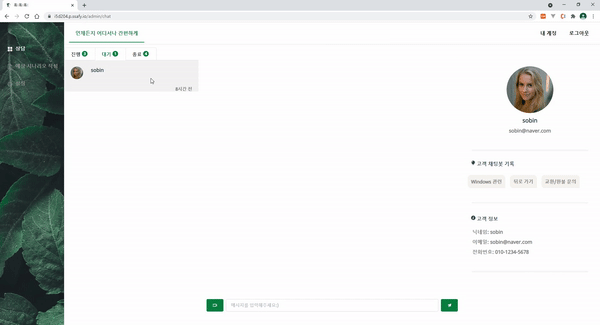 i5d204.p.ssafy.io/admin/chat
상담
언제든지 어디서나 간편하게
내 계정
로그아웃
진행 2
대기 1
종료 4
sobin
8시간 전
sobin
sobin@naver.com
고객 채팅봇 기록
Windows 관련
뒤로 가기
교환/환불 문의
고객 정보
닉네임: sobin
이메일: sobin@naver.com
전화번호: 010-1234-5678
메시지를 입력해주세요:)